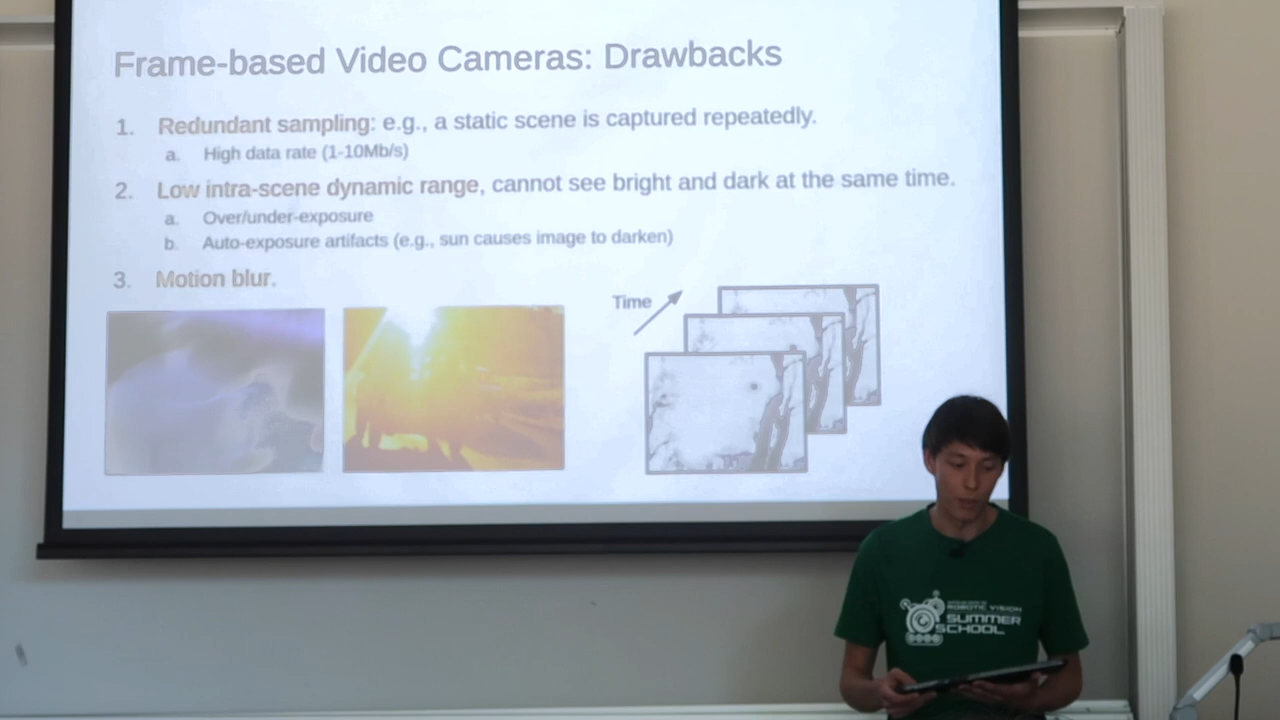 Frame-based Video Cameras: Drawbacks
1. Redundant sampling: e.g., a static scene is captured repeatedly.
a. High data rate (1-10Mb/s)
2. Low intra-scene dynamic range, cannot see bright and dark at the same time.
a. Over/under-exposure
b. Auto-exposure artifacts (e.g., sun causes image to darken)
3. Motion blur.
Time
ROBOTIC VISION
SUMMER
SCHOOL